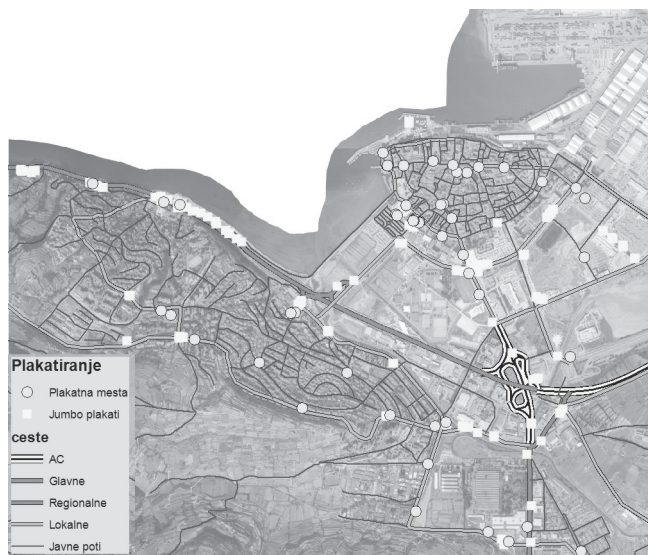 Plakatiranje
Plakatna mesta
Jumbo plakati
ceste
AC
Glavne
Regionalne
Lokalne
Javne poti